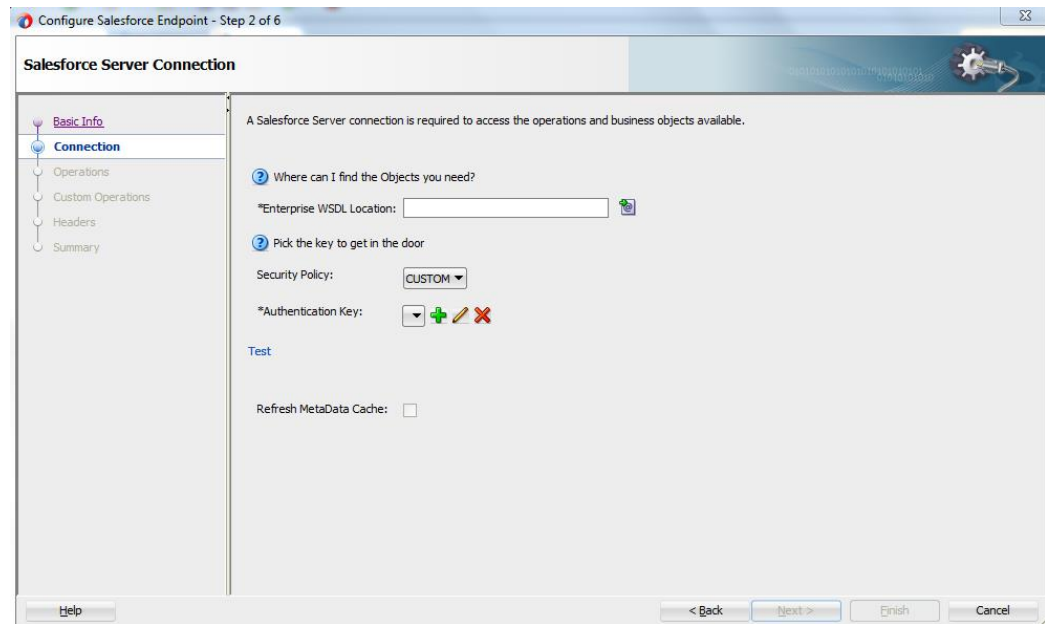 Configure Salesforce Endpoint - Step 2 of 6
Salesforce Server Connection
Basic Info
Connection
Operations
Custom Operations
Headers
Summary
A Salesforce Server connection is required to access the operations and business objects available.
Where can I find the Objects you need?
*Enterprise WSDL Location:
Pick the key to get in the door
Security Policy: CUSTOM
*Authentication Key:
Test
Refresh MetaData Cache:
Help < Back Next > Finish Cancel